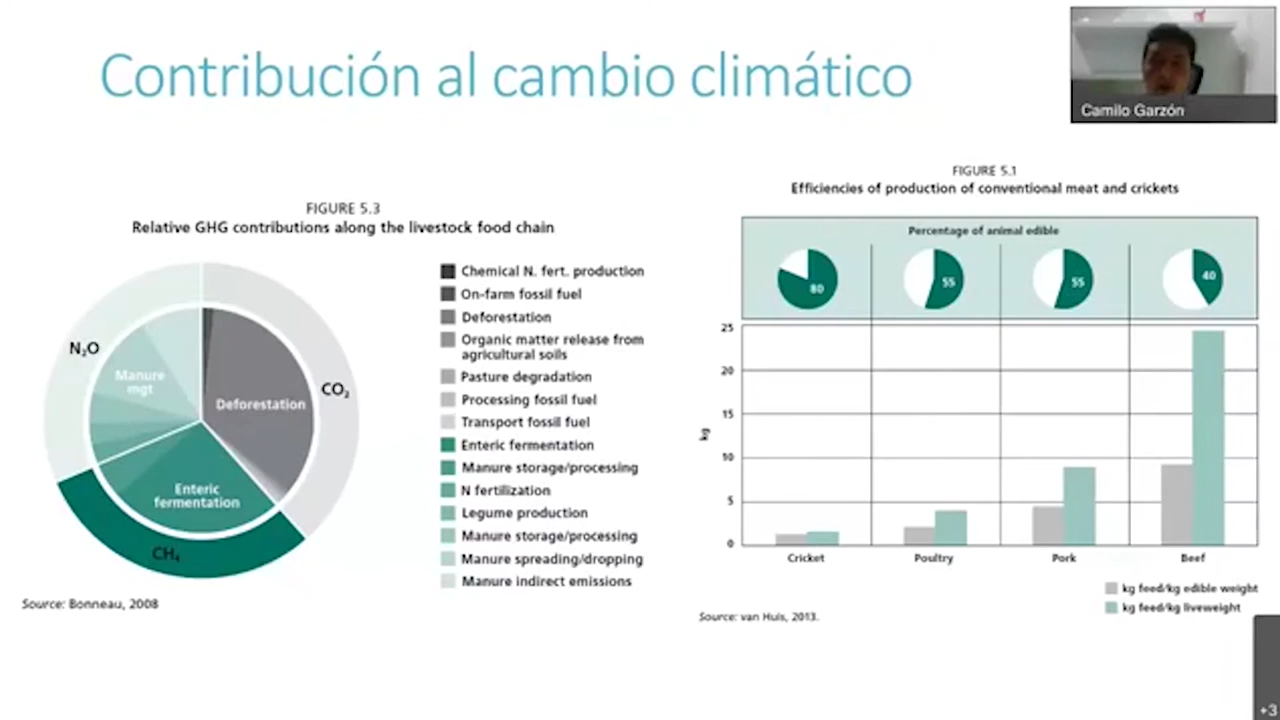 Contribución al cambio climático
Camilo Garzón
FIGURE 5.3
Relative GHG contributions along the livestock food chain
N₂O
CO₂
CH₄
Manure
mgt
Deforestation
Enteric
fermentation
Chemical N. fert. production
On-farm fossil fuel
Deforestation
Organic matter release from
agricultural soils
Pasture degradation
Processing fossil fuel
Transport fossil fuel
Enteric fermentation
Manure storage/processing
N fertilization
Legume production
Manure storage/processing
Manure spreading/dropping
Manure indirect emissions
Source: Bonneau, 2008
FIGURE 5.1
Efficiencies of production of conventional meat and crickets
Percentage of animal edible
80
55
55
40
25
20
15
10
5
0
kg
Cricket
Poultry
Pork
Beef
kg feed/kg edible weight
kg feed/kg liveweight
Source: van Huis, 2013.
+3